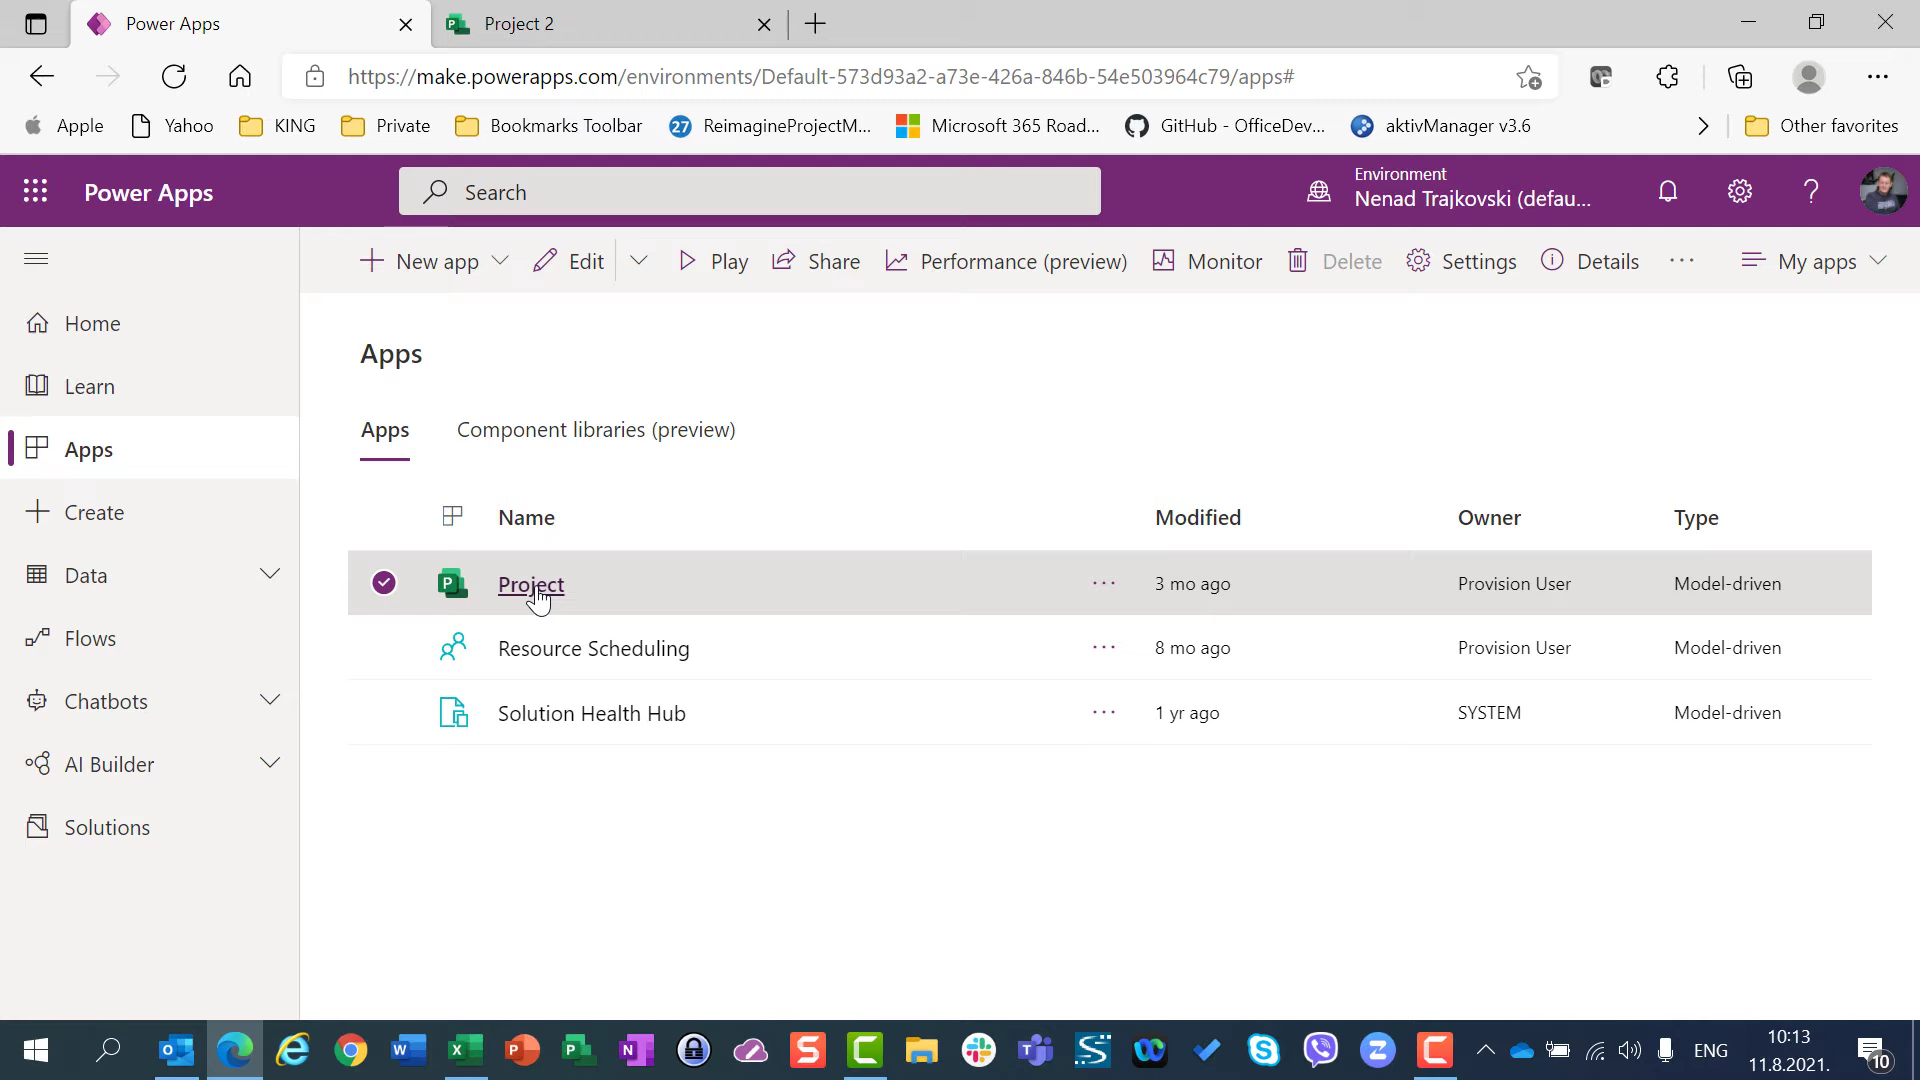 Power Apps
Project 2
https://make.powerapps.com/environments/Default-573d93a2-a73e-426a-846b-54e503964c79/apps#
Apple
Yahoo
KING
Private
Bookmarks Toolbar
27
ReimagineProjectM...
Microsoft 365 Road...
GitHub - OfficeDev...
aktivManager v3.6
Other favorites
Power Apps
Search
Environment
Nenad Trajkovski (defau...
New app
Edit
Play
Share
Performance (preview)
Monitor
Delete
Settings
Details
My apps
Home
Learn
Apps
Create
Data
Flows
Chatbots
AI Builder
Solutions
Apps
Apps
Component libraries (preview)
Name
Modified
Owner
Type
Project
3 mo ago
Provision User
Model-driven
Resource Scheduling
8 mo ago
Provision User
Model-driven
Solution Health Hub
1 yr ago
SYSTEM
Model-driven
ENG
10:13
11.8.2021.
10